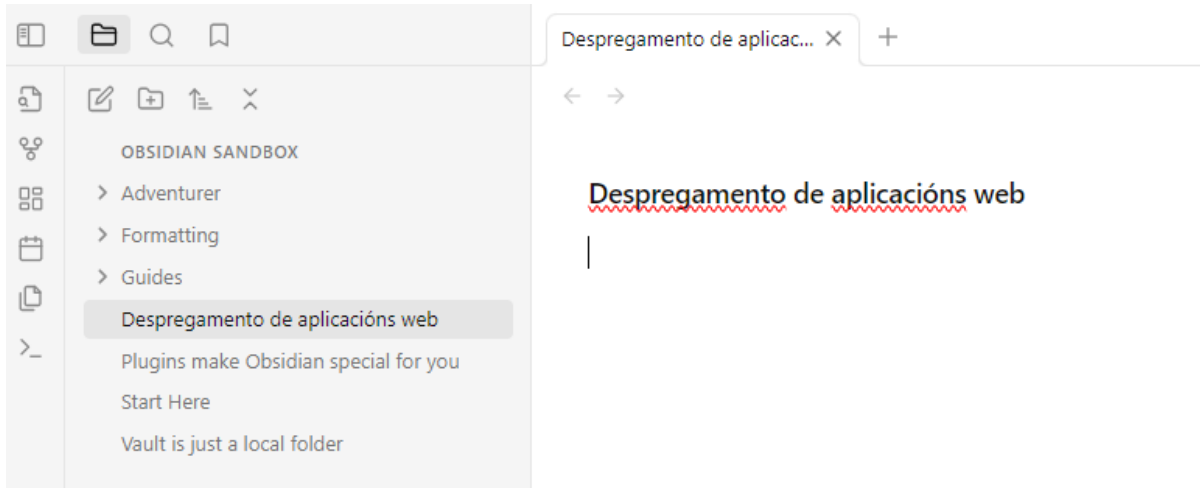 Despregamento de aplicac...
OBSIDIAN SANDBOX
Adventurer
Formatting
Guides
Despregamento de aplicacións web
Plugins make Obsidian special for you
Start Here
Vault is just a local folder
Despregamento de aplicacións web